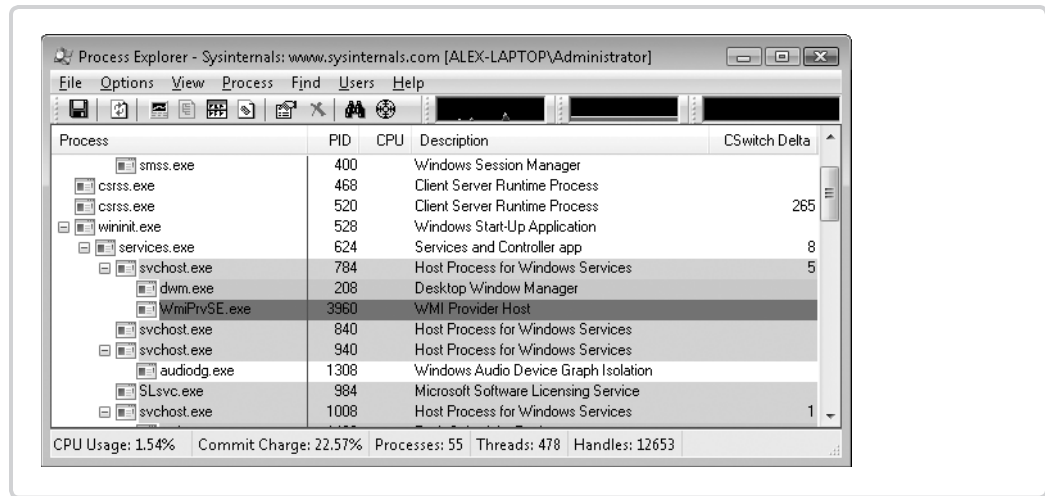 Process Explorer - Sysinternals: www.sysinternals.com [ALEX-LAPTOP\Administrator]
File Options View Process Find Users Help
Process PID CPU Description CSwitch Delta
smss.exe 400 Windows Session Manager
csrss.exe 468 Client Server Runtime Process
csrss.exe 520 Client Server Runtime Process 265
wininit.exe 528 Windows Start-Up Application
services.exe 624 Services and Controller app 8
svchost.exe 784 Host Process for Windows Services 5
dwm.exe 208 Desktop Window Manager
WmiPrvSE.exe 3960 WMI Provider Host
svchost.exe 840 Host Process for Windows Services
svchost.exe 940 Host Process for Windows Services
audiodg.exe 1308 Windows Audio Device Graph Isolation
SLsvc.exe 984 Microsoft Software Licensing Service
svchost.exe 1008 Host Process for Windows Services 1
CPU Usage: 1.54% Commit Charge: 22.57% Processes: 55 Threads: 478 Handles: 12653